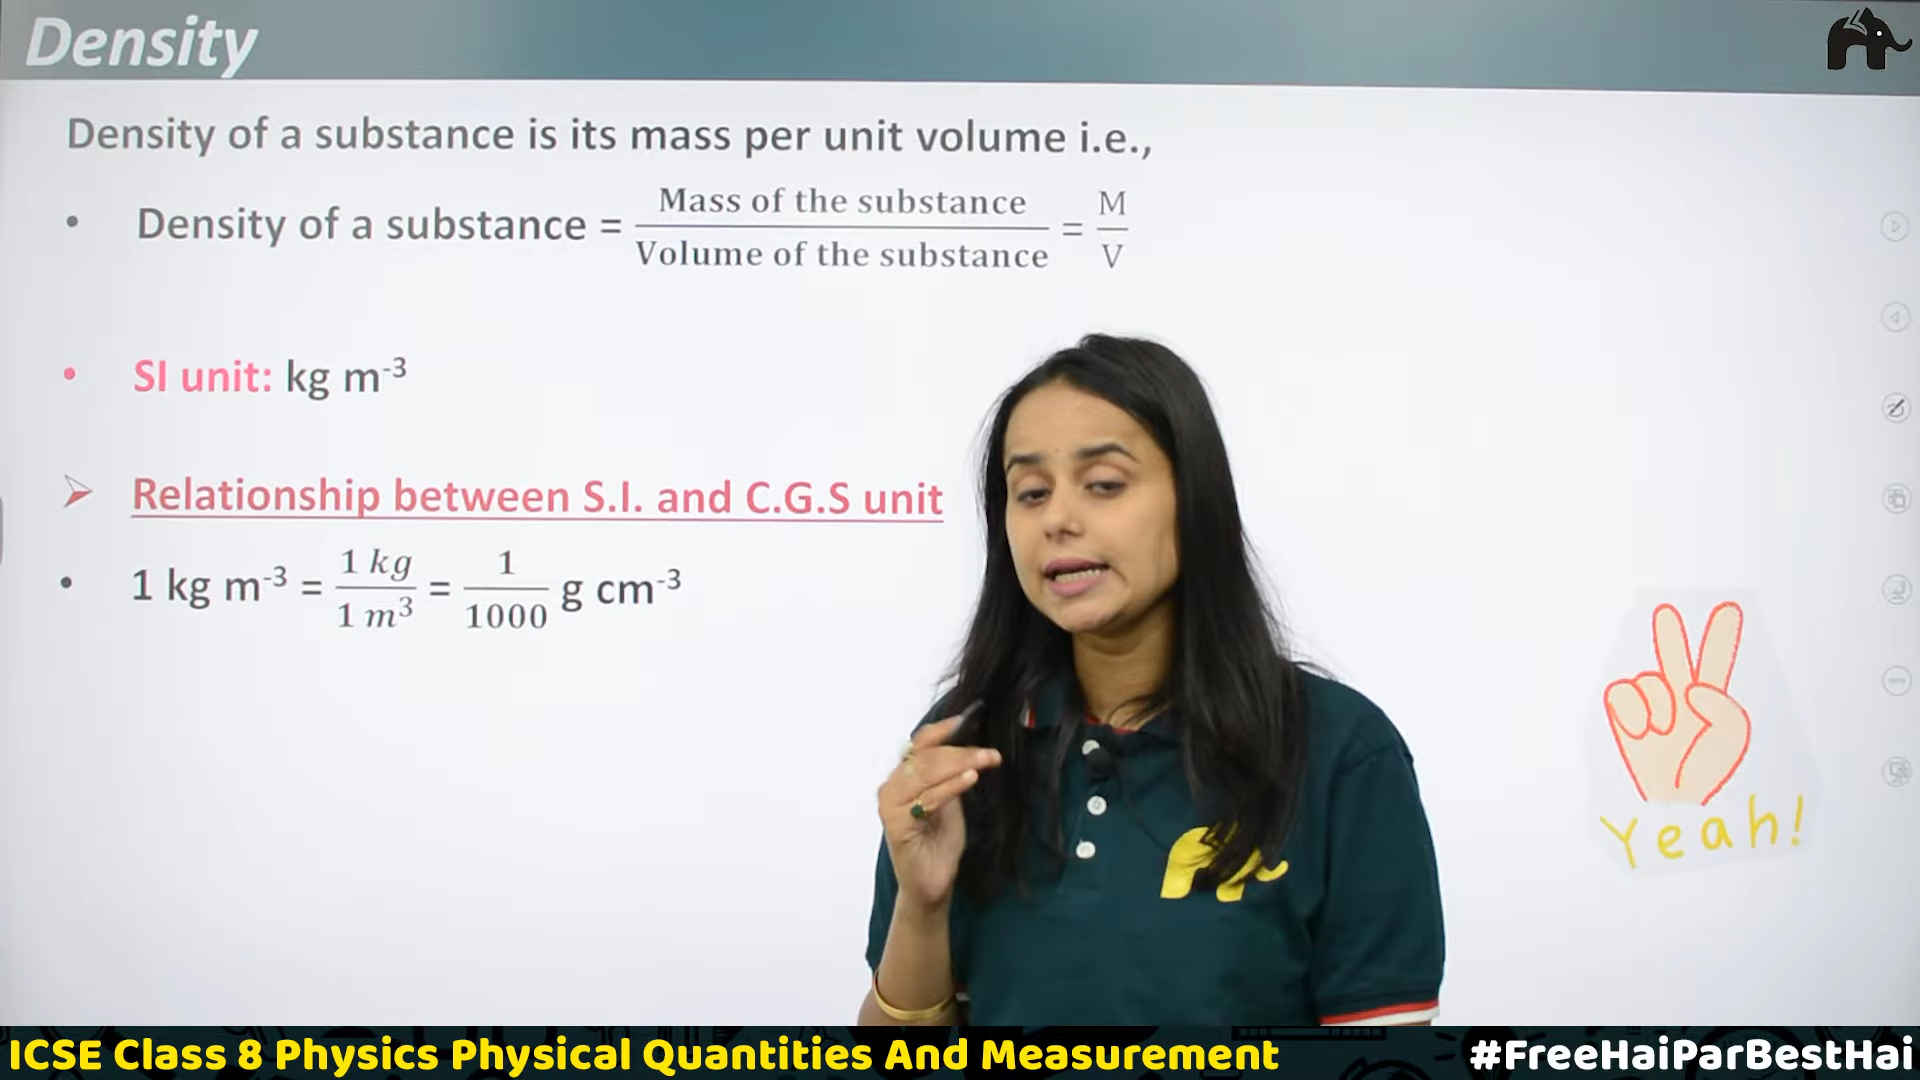 Density
Density of a substance is its mass per unit volume i.e.,
• Density of a substance = Mass of the substance / Volume of the substance = M / V
• SI unit: kg m⁻³
➢ Relationship between S.I. and C.G.S unit
• 1 kg m⁻³ = 1 kg / 1 m³ = 1 / 1000 g cm⁻³
Yeah!
ICSE Class 8 Physics Physical Quantities And Measurement
#FreeHaiParBestHai